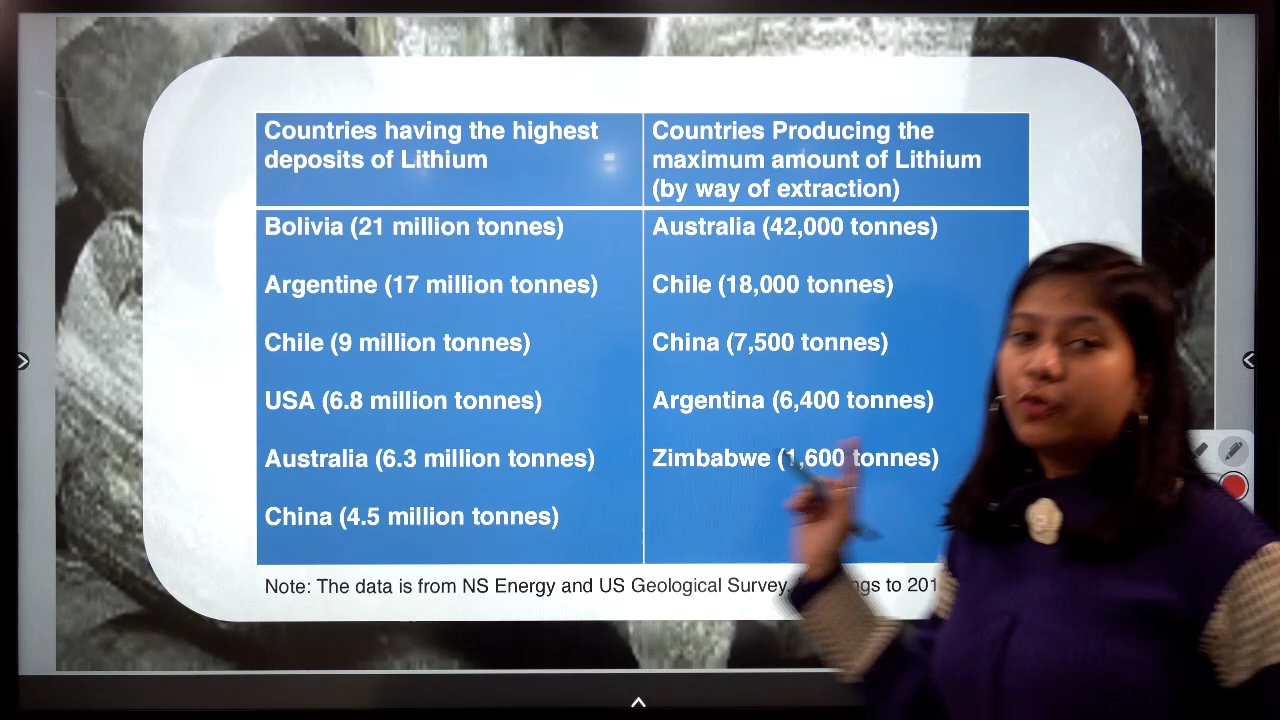 Countries having the highest
deposits of Lithium
Countries Producing the
maximum amount of Lithium
(by way of extraction)
Bolivia (21 million tonnes)
Australia (42,000 tonnes)
Argentine (17 million tonnes)
Chile (18,000 tonnes)
Chile (9 million tonnes)
China (7,500 tonnes)
USA (6.8 million tonnes)
Argentina (6,400 tonnes)
Australia (6.3 million tonnes)
Zimbabwe (1,600 tonnes)
China (4.5 million tonnes)
Note: The data is from NS Energy and US Geological Survey. to